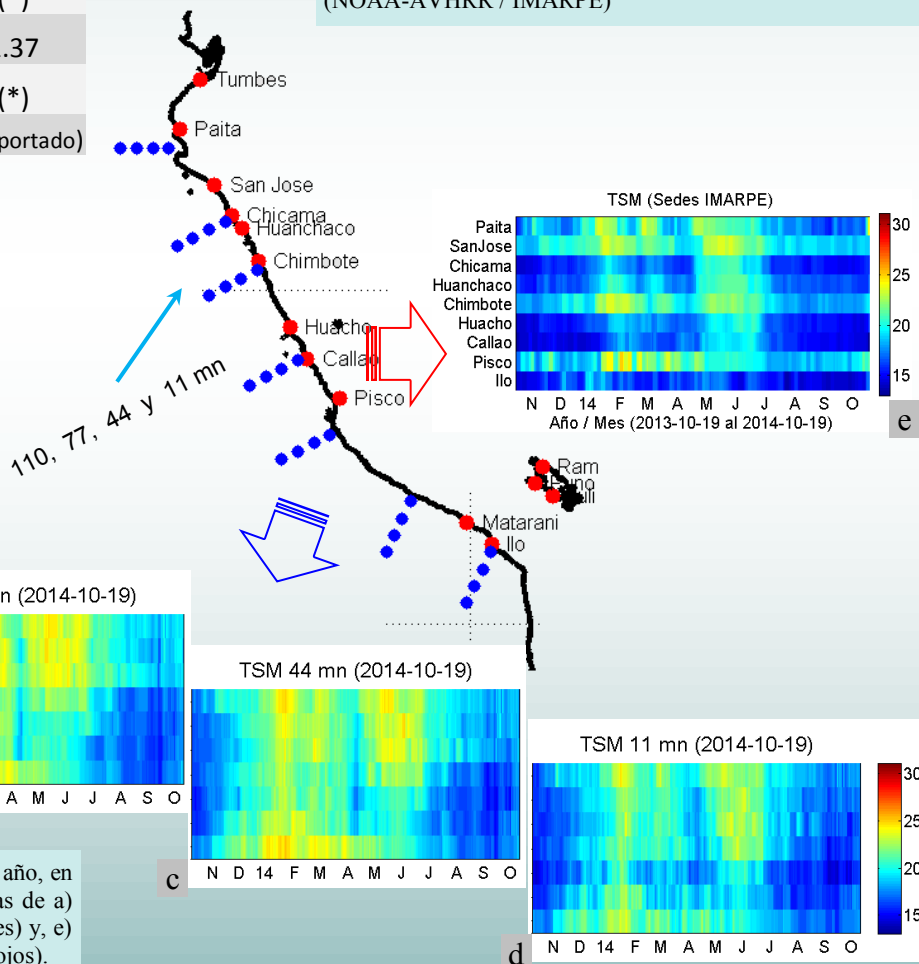 (*)
.37
(*)
portado)
(NOAA-AVHRR / IMARPE)
Tumbes
Paita
San Jose
Chicama
Huanchaco
Chimbote
Huacho
Callao
Pisco
110, 77, 44 y 11 mn
Ram
Matarani
Ilo
TSM (Sedes IMARPE)
Paita
SanJose
Chicama
Huanchaco
Chimbote
Huacho
Callao
Pisco
Ilo
30
25
20
15
N D 14 F M A M J J A S O
Año / Mes (2013-10-19 al 2014-10-19)
e
n (2014-10-19)
A M J J A S O
TSM 44 mn (2014-10-19)
N D 14 F M A M J J A S O
c
TSM 11 mn (2014-10-19)
30
25
20
15
N D 14 F M A M J J A S O
d
año, en
as de a)
es) y, e)
ojos).